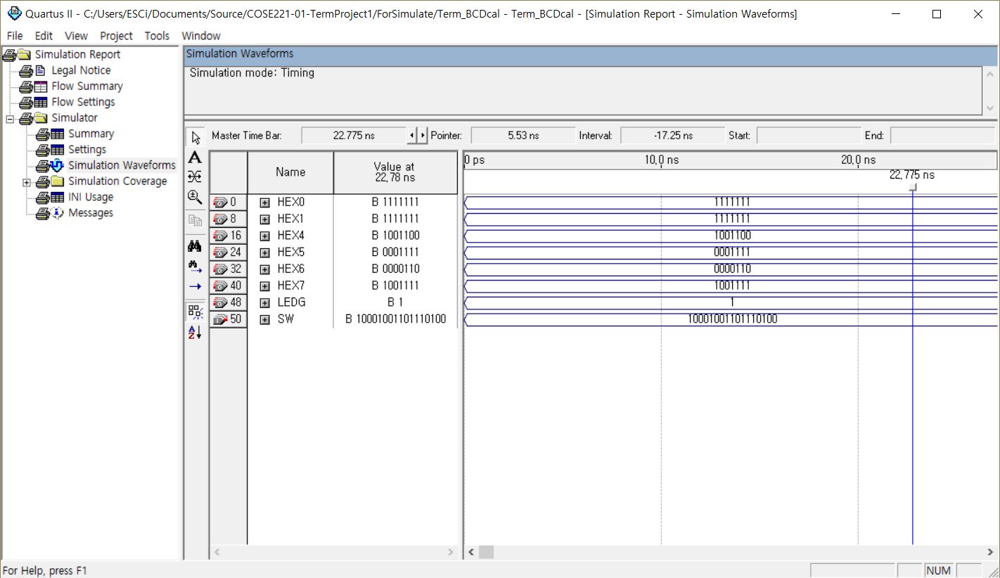 Quartus II - C:/Users/ESCi/Documents/Source/COSE221-01-TermProject1/ForSimulate/Term_BCDcal - Term_BCDcal - [Simulation Report - Simulation Waveforms]
File Edit View Project Tools Window
Simulation Report
Legal Notice
Flow Summary
Flow Settings
Simulator
Summary
Settings
Simulation Waveforms
Simulation Coverage
INI Usage
Messages
Simulation Waveforms
Simulation mode: Timing
Master Time Bar: 22.775 ns Pointer: 5.53 ns Interval: -17.25 ns Start: End:
A
Name
Value at
22.78 ns
0 ps 10.0 ns 20.0 ns
22.775 ns
0 HEX0 B 1111111 1111111
8 HEX1 B 1111111 1111111
16 HEX4 B 1001100 1001100
24 HEX5 B 0001111 0001111
32 HEX6 B 0000110 0000110
40 HEX7 B 1001111 1001111
48 LEDG B 1 1
50 SW B 10001001101110100 10001001101110100
A
Z
For Help, press F1
NUM